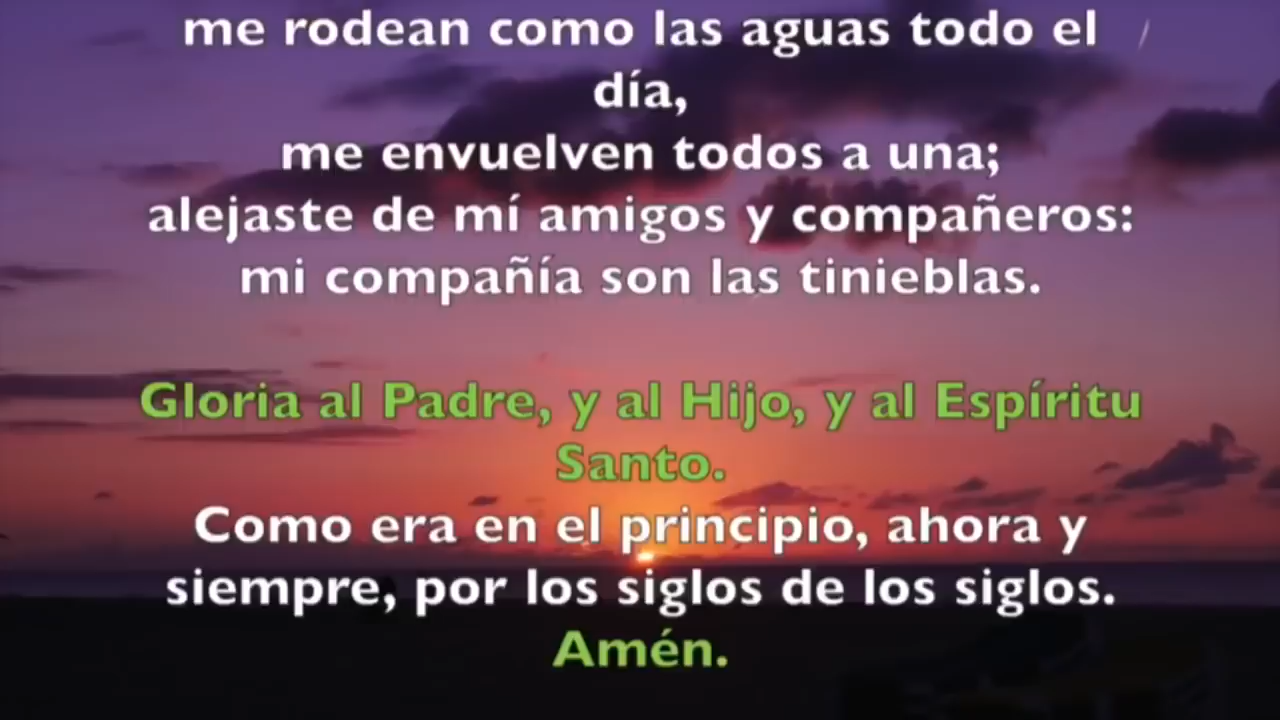 me rodean como las aguas todo el
día,
me envuelven todos a una;
alejaste de mí amigos y compañeros:
mi compañía son las tinieblas.
Gloria al Padre, y al Hijo, y al Espíritu
Santo.
Como era en el principio, ahora y
siempre, por los siglos de los siglos.
Amén.